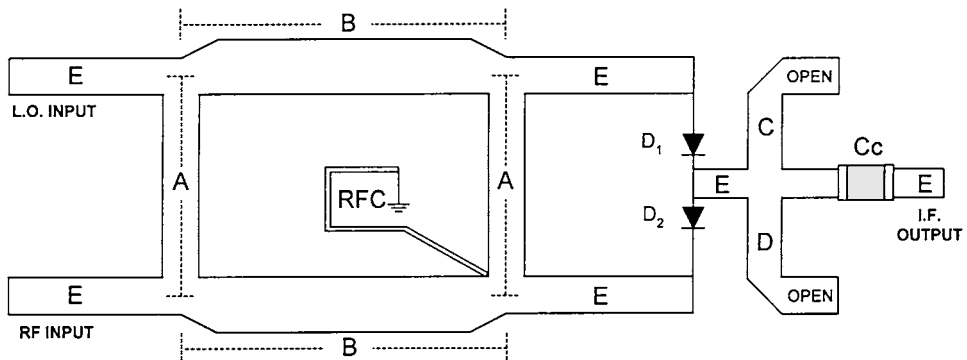 B
E
E
OPEN
L.O. INPUT
C
D1
Cc
A
A
RFC
E
E
D2
I.F.
OUTPUT
D
E
E
OPEN
RF INPUT
B